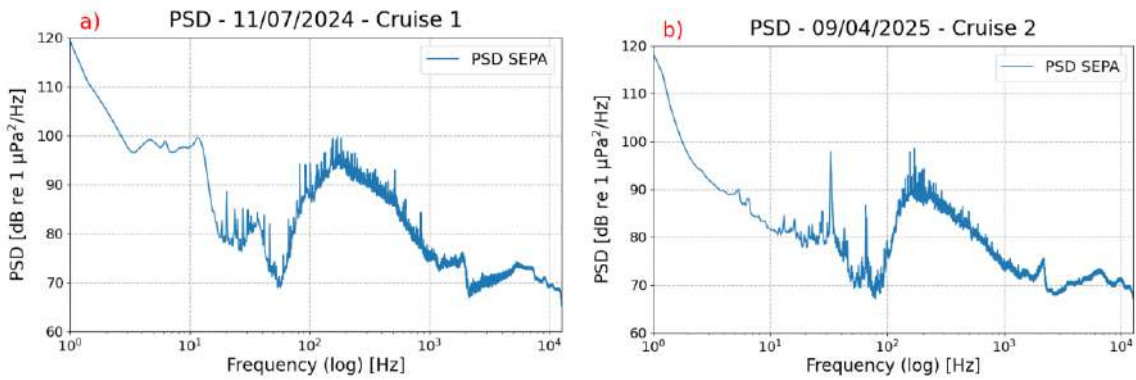 a)
PSD - 11/07/2024 - Cruise 1
PSD SEPA
PSD [dB re 1 μPa²/Hz]
120
110
100
90
80
70
60
10⁰
10¹
10²
10³
10⁴
Frequency (log) [Hz]
b)
PSD - 09/04/2025 - Cruise 2
PSD SEPA
PSD [dB re 1 μPa²/Hz]
120
110
100
90
80
70
60
10⁰
10¹
10²
10³
10⁴
Frequency (log) [Hz]